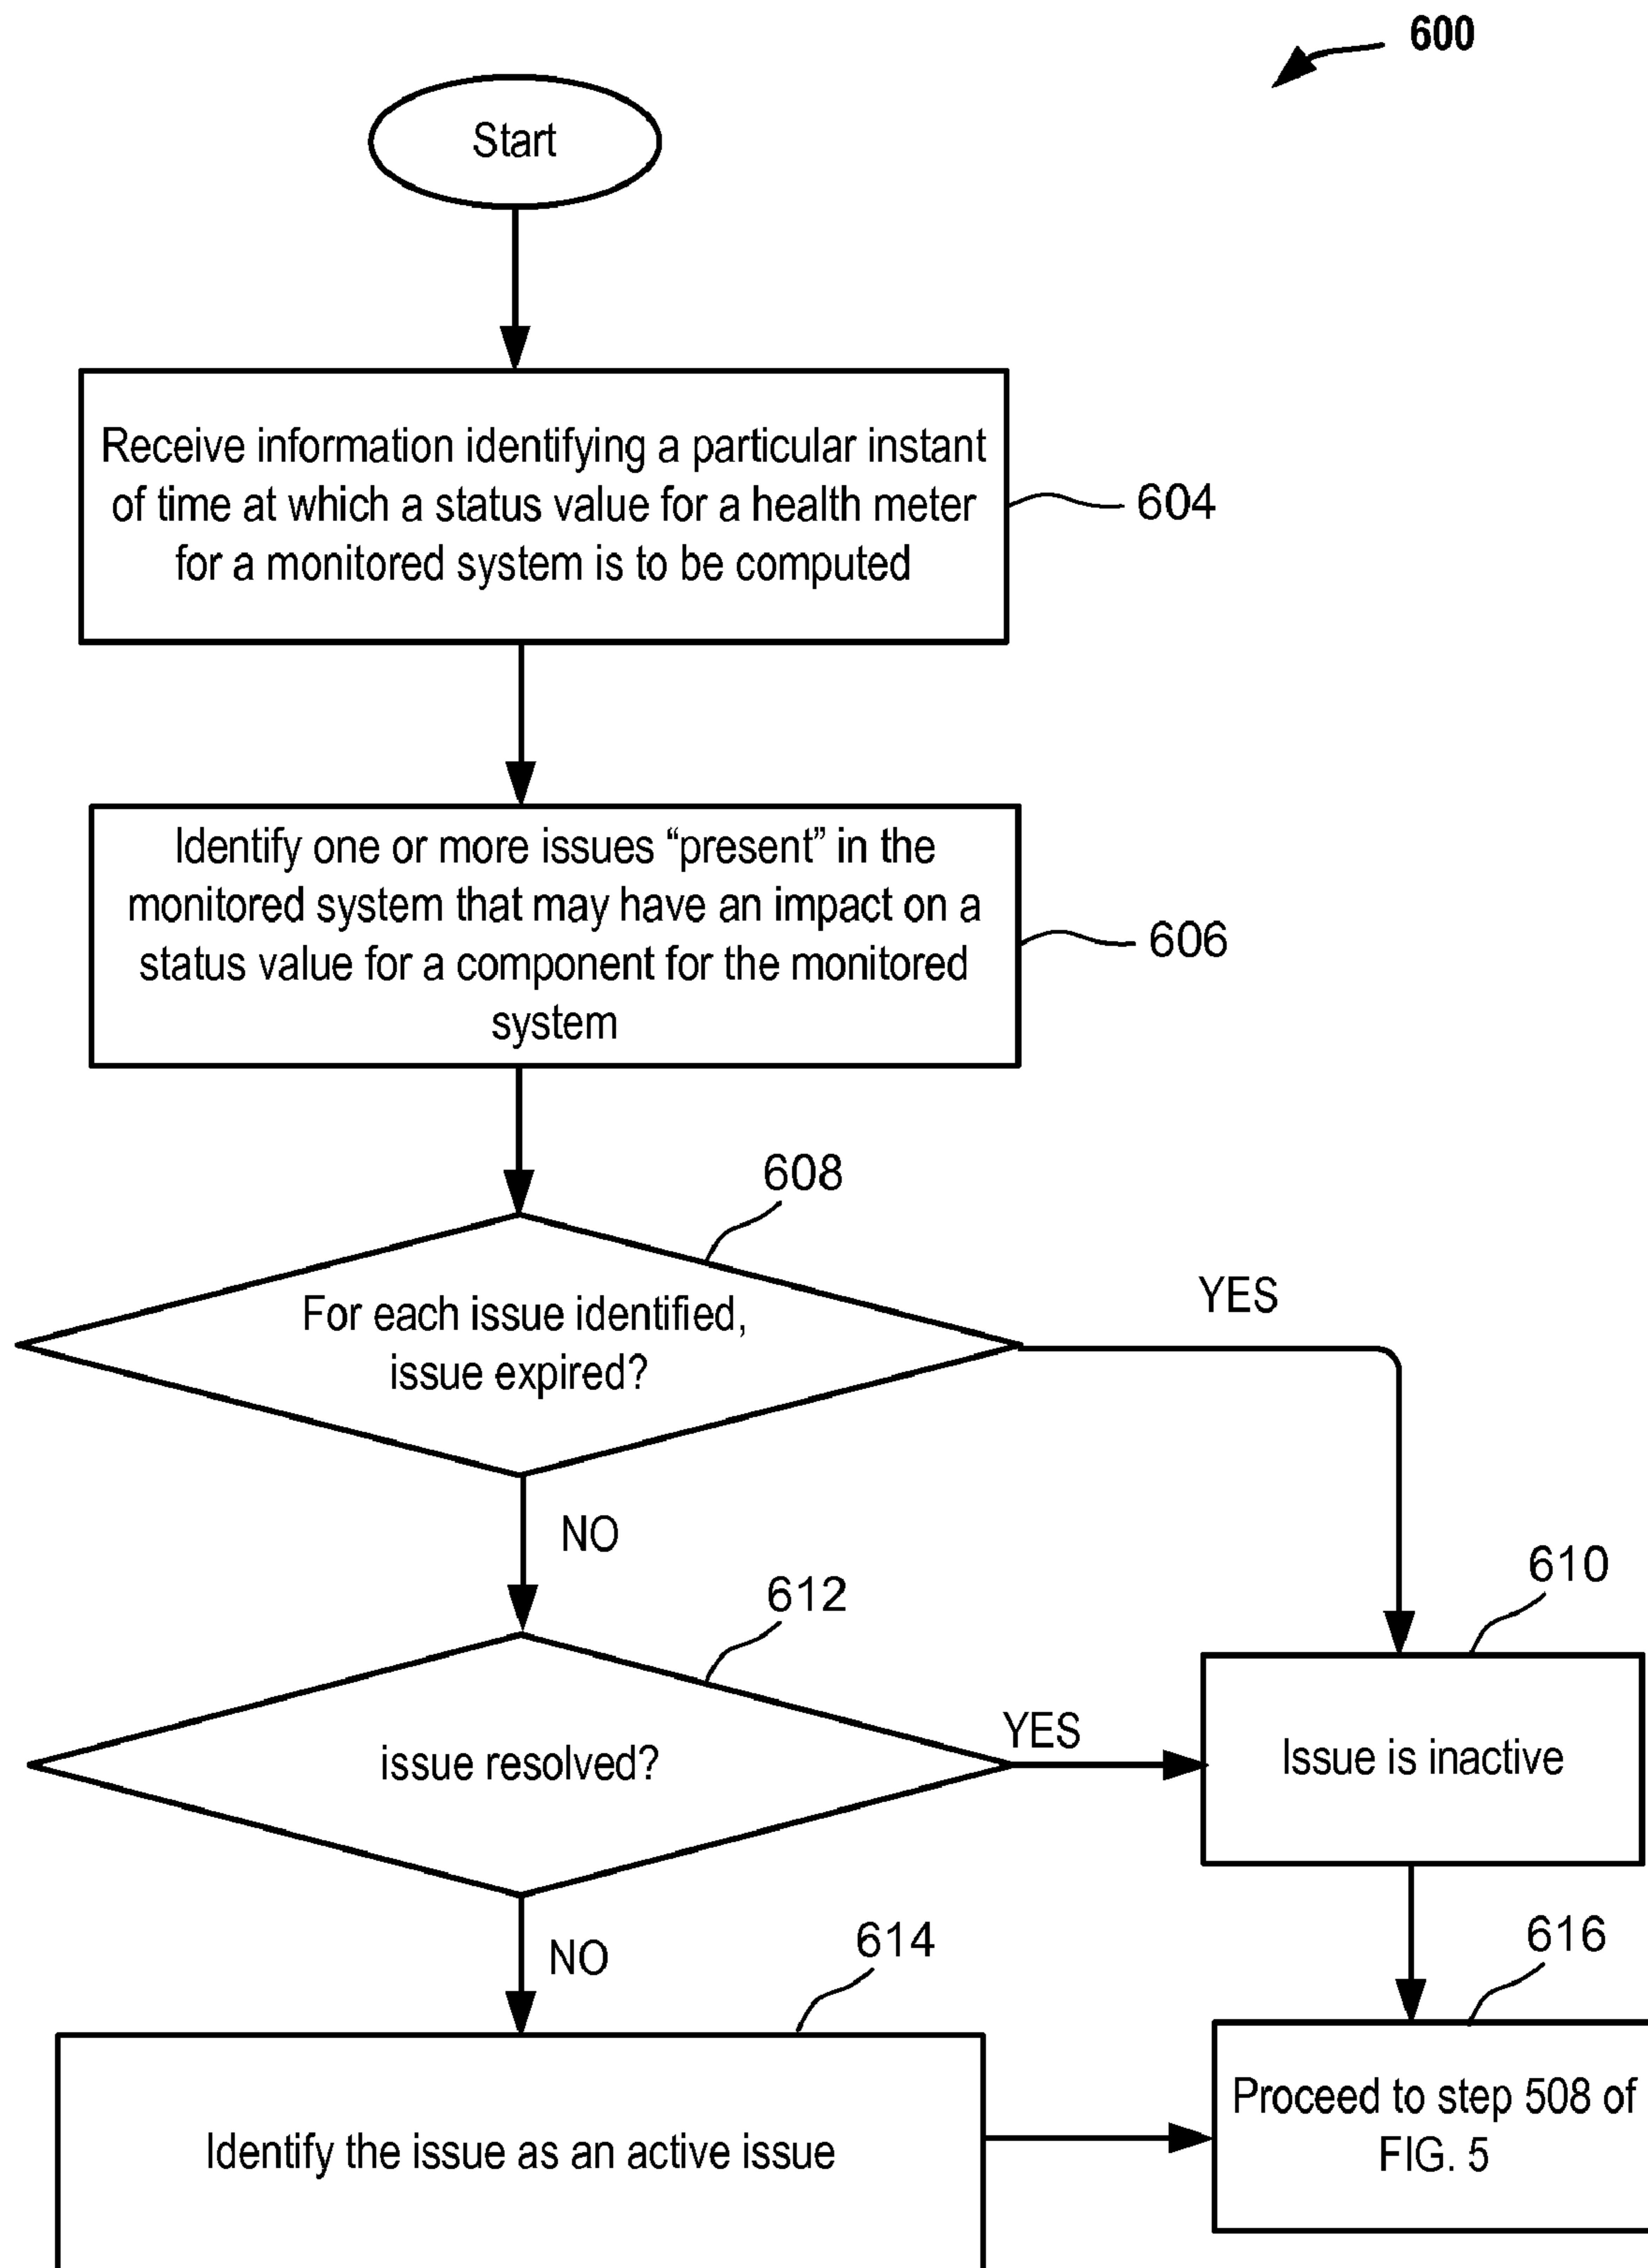 600
Start
Receive information identifying a particular instant
of time at which a status value for a health meter
for a monitored system is to be computed
604
Identify one or more issues “present” in the
monitored system that may have an impact on a
status value for a component for the monitored
system
606
608
For each issue identified,
issue expired?
YES
NO
610
612
issue resolved?
YES
Issue is inactive
NO
614
616
Identify the issue as an active issue
Proceed to step 508 of
FIG. 5